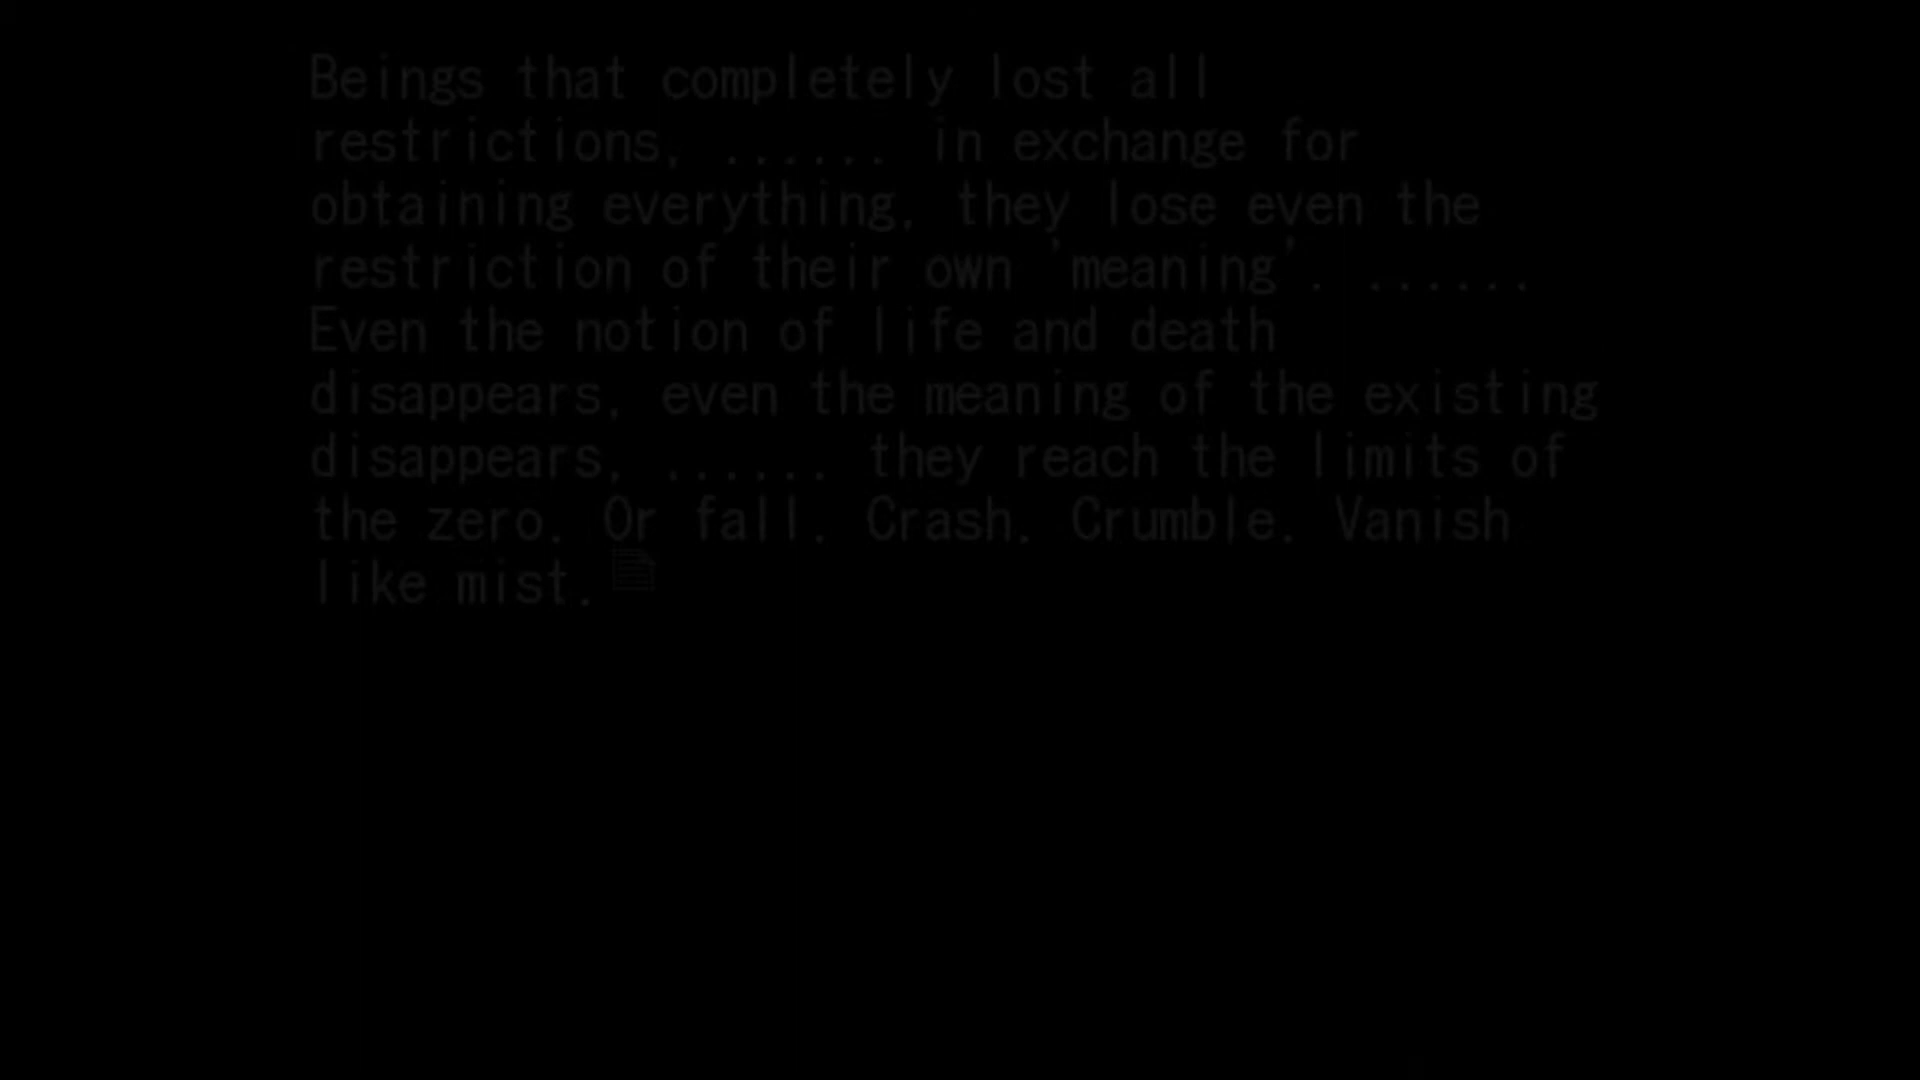 Beings that completely lost all
restrictions, ...... in exchange for
obtaining everything, they lose even the
restriction of their own 'meaning'. ......
Even the notion of life and death
disappears, even the meaning of the existing
disappears, ...... they reach the limits of
the zero. Or fall. Crash. Crumble. Vanish
like mist.